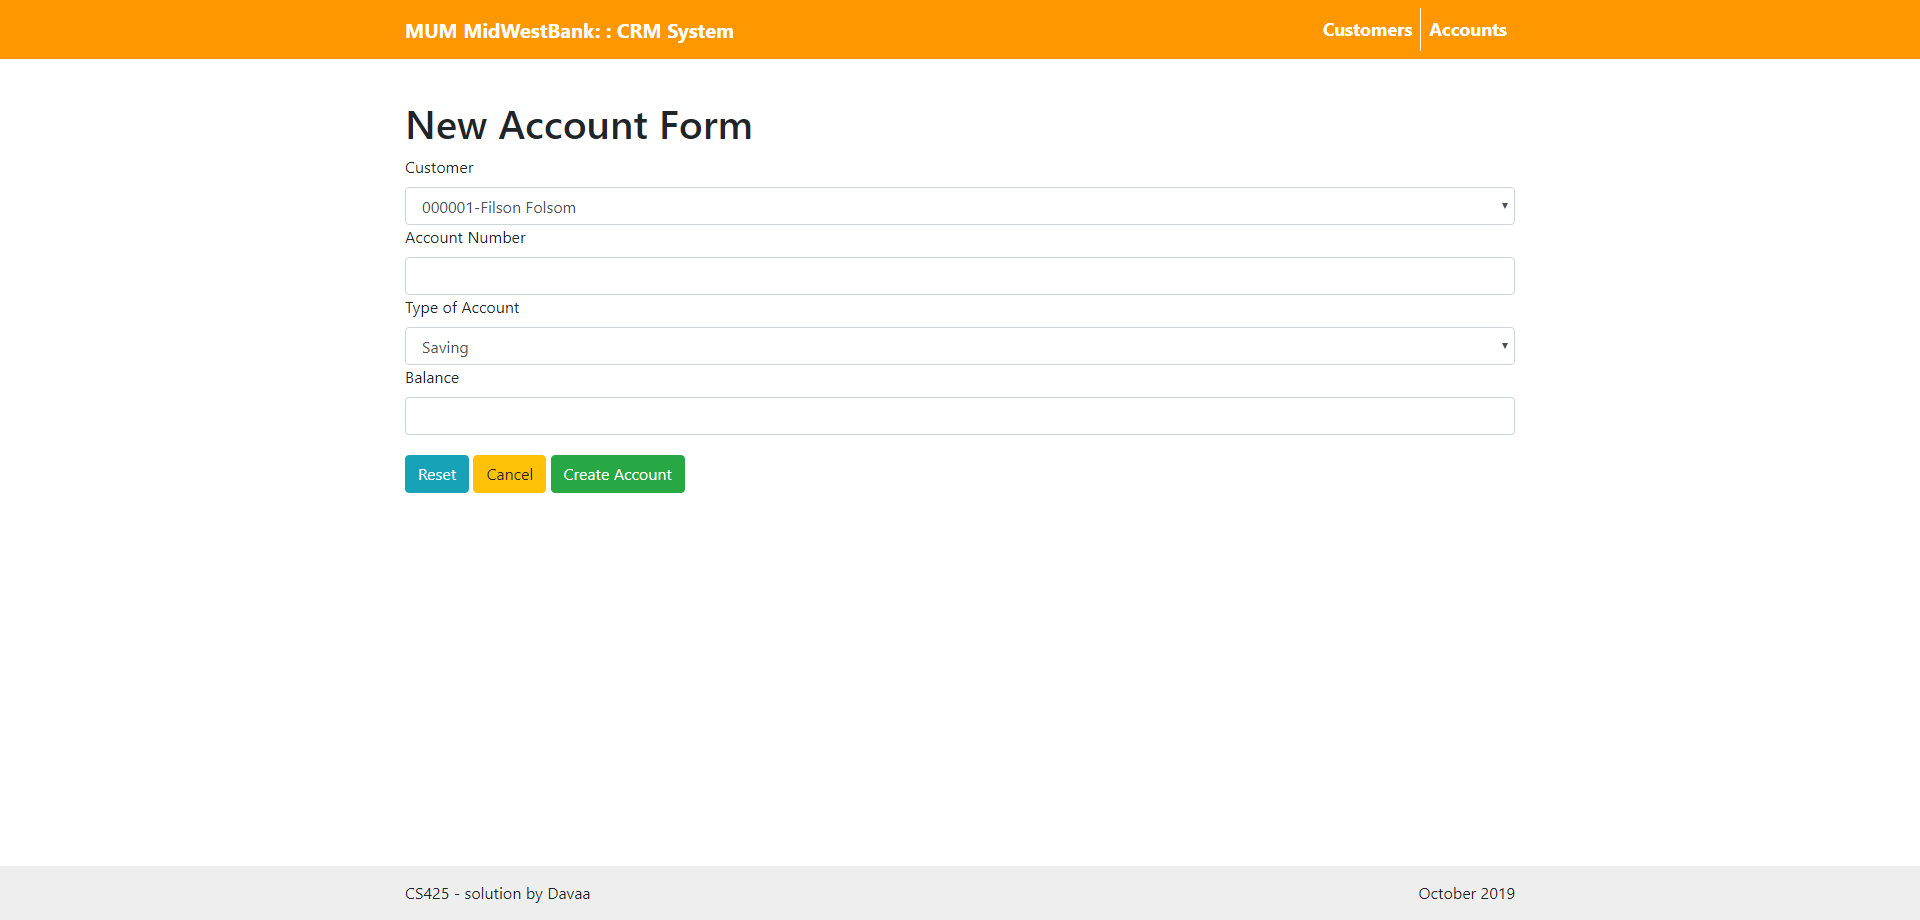 MUM MidWestBank: : CRM System
Customers Accounts
New Account Form
Customer
000001-Filson Folsom
Account Number
Type of Account
Saving
Balance
Reset Cancel Create Account
CS425 - solution by Davaa
October 2019